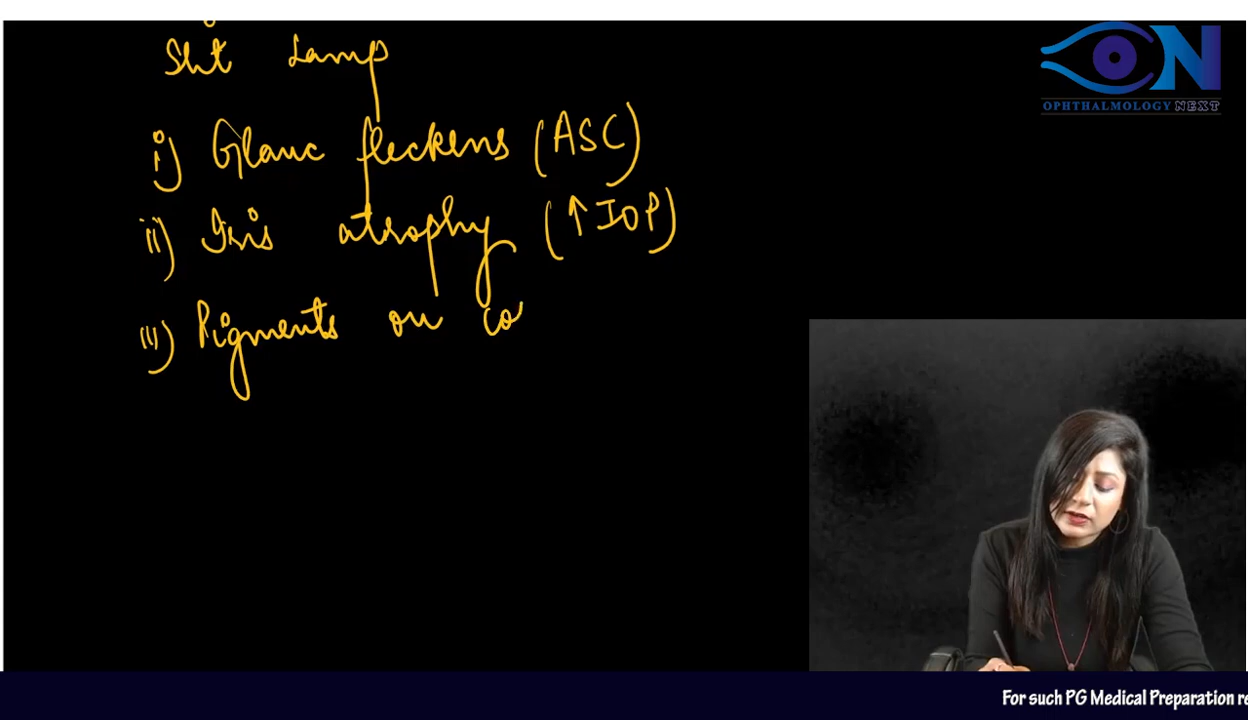 Slit Lamp
i) Glauc fleckens (ASC)
ii) Iris atrophy (↑ IOP)
iii) Pigments on co
ON
OPHTHALMOLOGY NEXT
For such PG Medical Preparation re